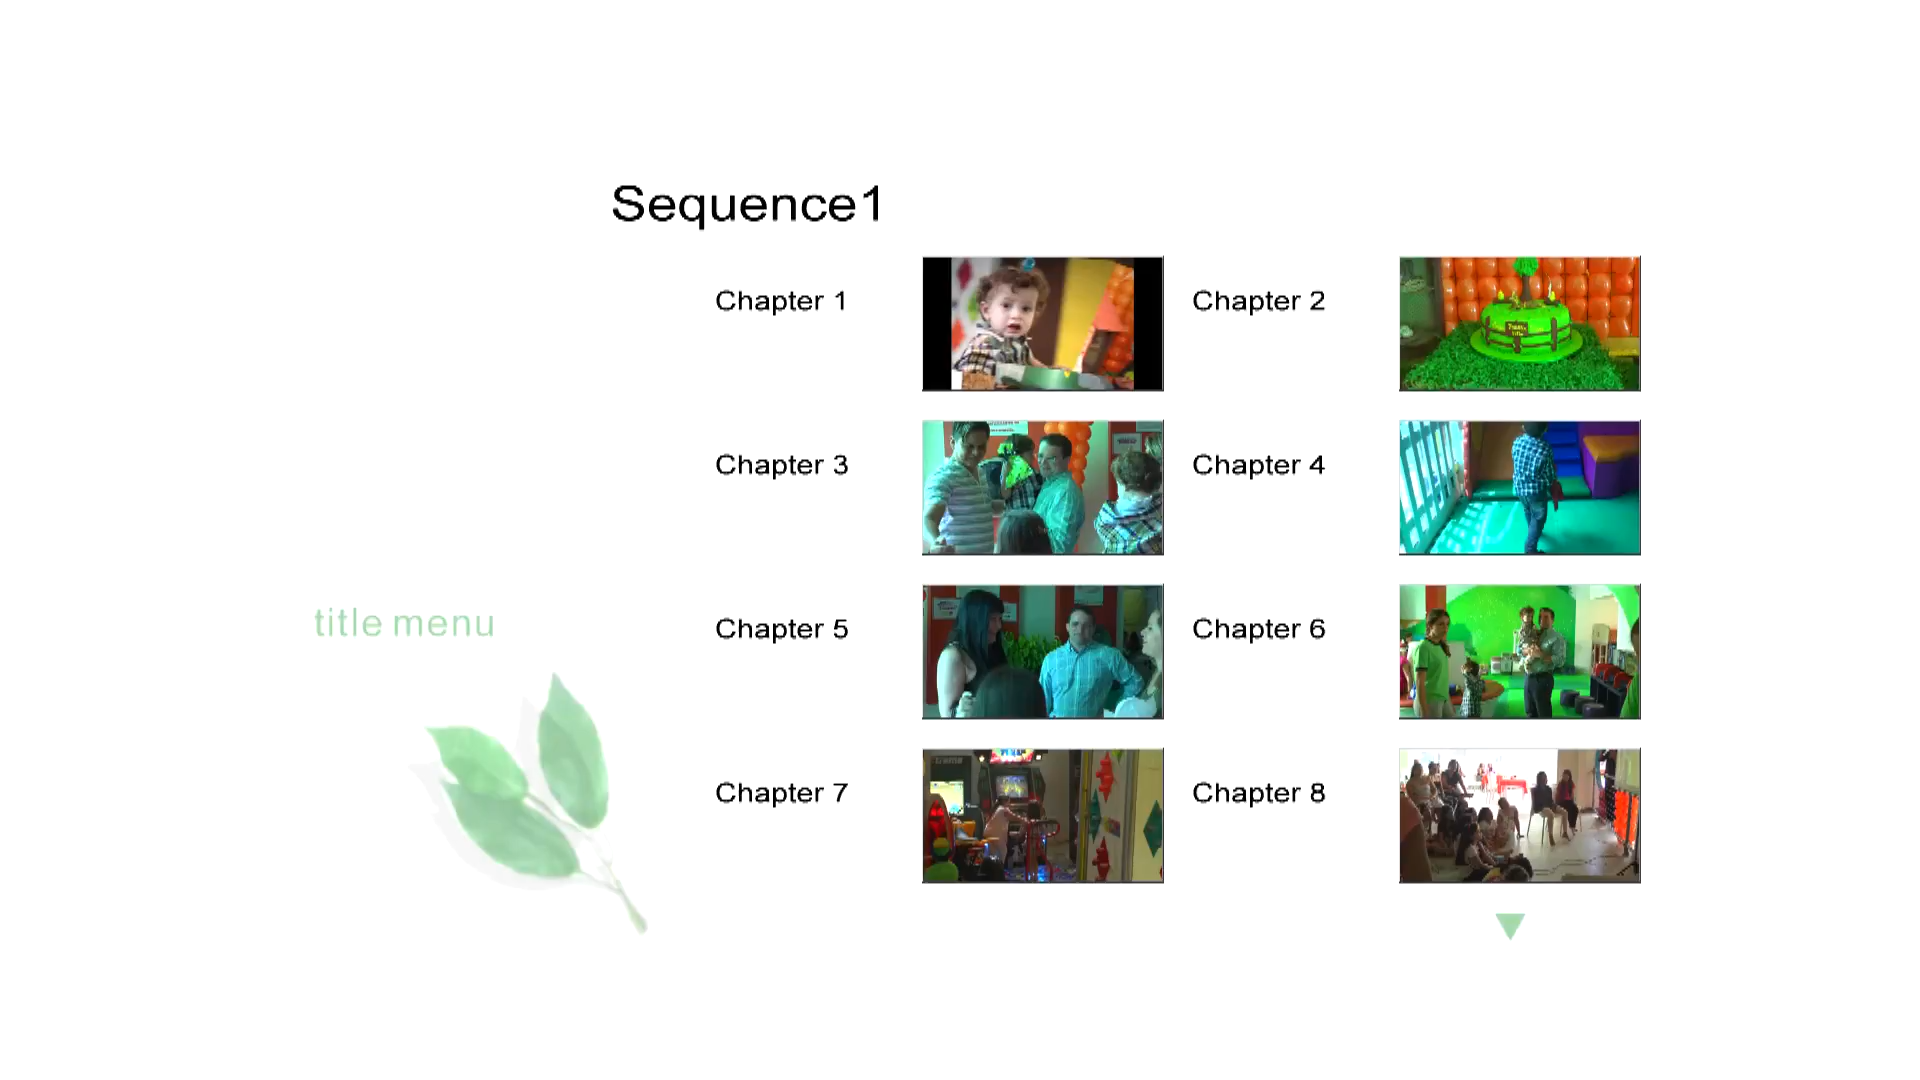 Sequence1
Chapter 1
Chapter 2
Chapter 3
Chapter 4
title menu
Chapter 5
Chapter 6
Chapter 7
Chapter 8